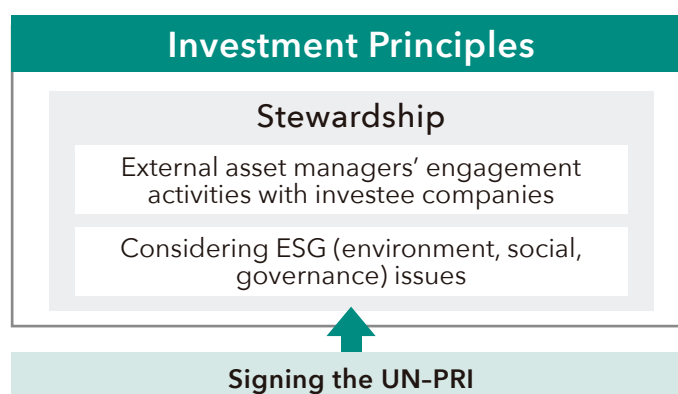 Investment Principles
Stewardship
External asset managers’ engagement
activities with investee companies
Considering ESG (environment, social,
governance) issues
Signing the UN–PRI